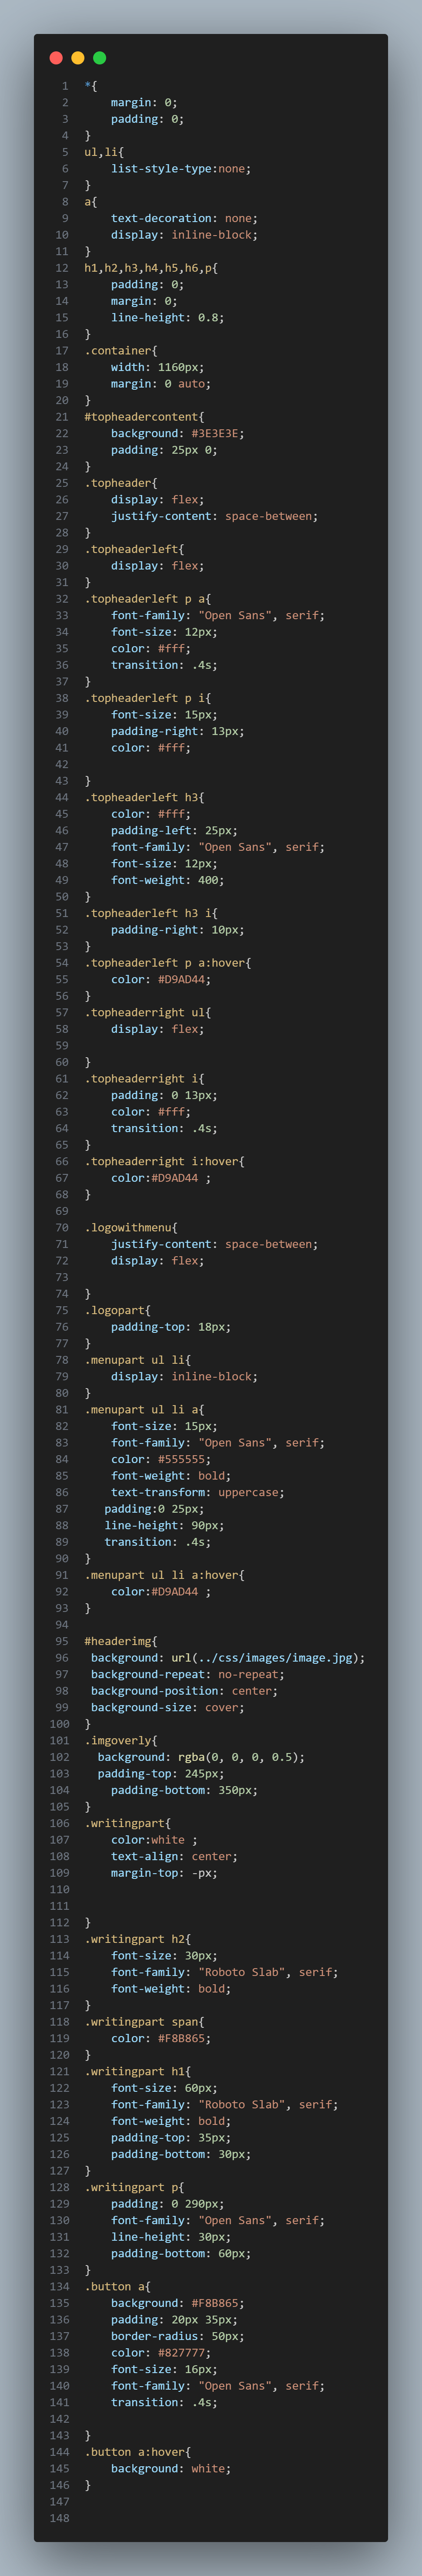 1 *{
2     margin: 0;
3     padding: 0;
4 }
5 ul,li{
6     list-style-type:none;
7 }
8 a{
9     text-decoration: none;
10     display: inline-block;
11 }
12 h1,h2,h3,h4,h5,h6,p{
13     padding: 0;
14     margin: 0;
15     line-height: 0.8;
16 }
17 .container{
18     width: 1160px;
19     margin: 0 auto;
20 }
21 #topheadercontent{
22     background: #3E3E3E;
23     padding: 25px 0;
24 }
25 .topheader{
26     display: flex;
27     justify-content: space-between;
28 }
29 .topheaderleft{
30     display: flex;
31 }
32 .topheaderleft p a{
33     font-family: "Open Sans", serif;
34     font-size: 12px;
35     color: #fff;
36     transition: .4s;
37 }
38 .topheaderleft p i{
39     font-size: 15px;
40     padding-right: 13px;
41     color: #fff;
42
43 }
44 .topheaderleft h3{
45     color: #fff;
46     padding-left: 25px;
47     font-family: "Open Sans", serif;
48     font-size: 12px;
49     font-weight: 400;
50 }
51 .topheaderleft h3 i{
52     padding-right: 10px;
53 }
54 .topheaderleft p a:hover{
55     color: #D9AD44;
56 }
57 .topheaderright ul{
58     display: flex;
59
60 }
61 .topheaderright i{
62     padding: 0 13px;
63     color: #fff;
64     transition: .4s;
65 }
66 .topheaderright i:hover{
67     color:#D9AD44 ;
68 }
69
70 .logowithmenu{
71     justify-content: space-between;
72     display: flex;
73
74 }
75 .logopart{
76     padding-top: 18px;
77 }
78 .menupart ul li{
79     display: inline-block;
80 }
81 .menupart ul li a{
82     font-size: 15px;
83     font-family: "Open Sans", serif;
84     color: #555555;
85     font-weight: bold;
86     text-transform: uppercase;
87    padding:0 25px;
88    line-height: 90px;
89    transition: .4s;
90 }
91 .menupart ul li a:hover{
92     color:#D9AD44 ;
93 }
94
95 #headerimg{
96  background: url(../css/images/image.jpg);
97  background-repeat: no-repeat;
98  background-position: center;
99  background-size: cover;
100 }
101 .imgoverly{
102   background: rgba(0, 0, 0, 0.5);
103   padding-top: 245px;
104     padding-bottom: 350px;
105 }
106 .writingpart{
107     color:white ;
108     text-align: center;
109     margin-top: -px;
110
111
112 }
113 .writingpart h2{
114     font-size: 30px;
115     font-family: "Roboto Slab", serif;
116     font-weight: bold;
117 }
118 .writingpart span{
119     color: #F8B865;
120 }
121 .writingpart h1{
122     font-size: 60px;
123     font-family: "Roboto Slab", serif;
124     font-weight: bold;
125     padding-top: 35px;
126     padding-bottom: 30px;
127 }
128 .writingpart p{
129     padding: 0 290px;
130     font-family: "Open Sans", serif;
131     line-height: 30px;
132     padding-bottom: 60px;
133 }
134 .button a{
135     background: #F8B865;
136     padding: 20px 35px;
137     border-radius: 50px;
138     color: #827777;
139     font-size: 16px;
140     font-family: "Open Sans", serif;
141     transition: .4s;
142
143 }
144 .button a:hover{
145     background: white;
146 }
147
148